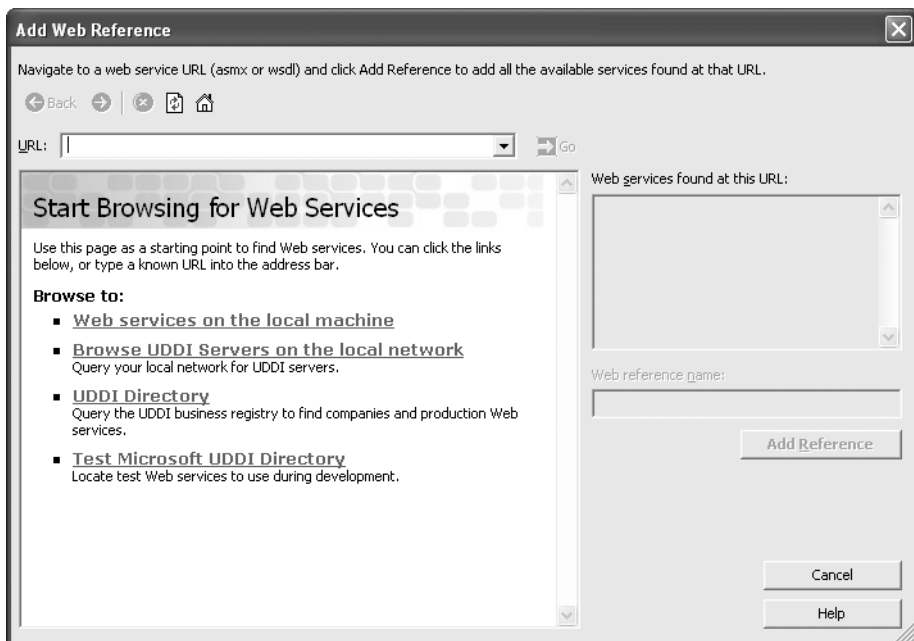 Add Web Reference
Navigate to a web service URL (asmx or wsdl) and click Add Reference to add all the available services found at that URL.
Back
URL:
Go
Start Browsing for Web Services
Use this page as a starting point to find Web services. You can click the links
below, or type a known URL into the address bar.
Browse to:
Web services on the local machine
Browse UDDI Servers on the local network
Query your local network for UDDI servers.
UDDI Directory
Query the UDDI business registry to find companies and production Web
services.
Test Microsoft UDDI Directory
Locate test Web services to use during development.
Web services found at this URL:
Web reference name:
Add Reference
Cancel
Help